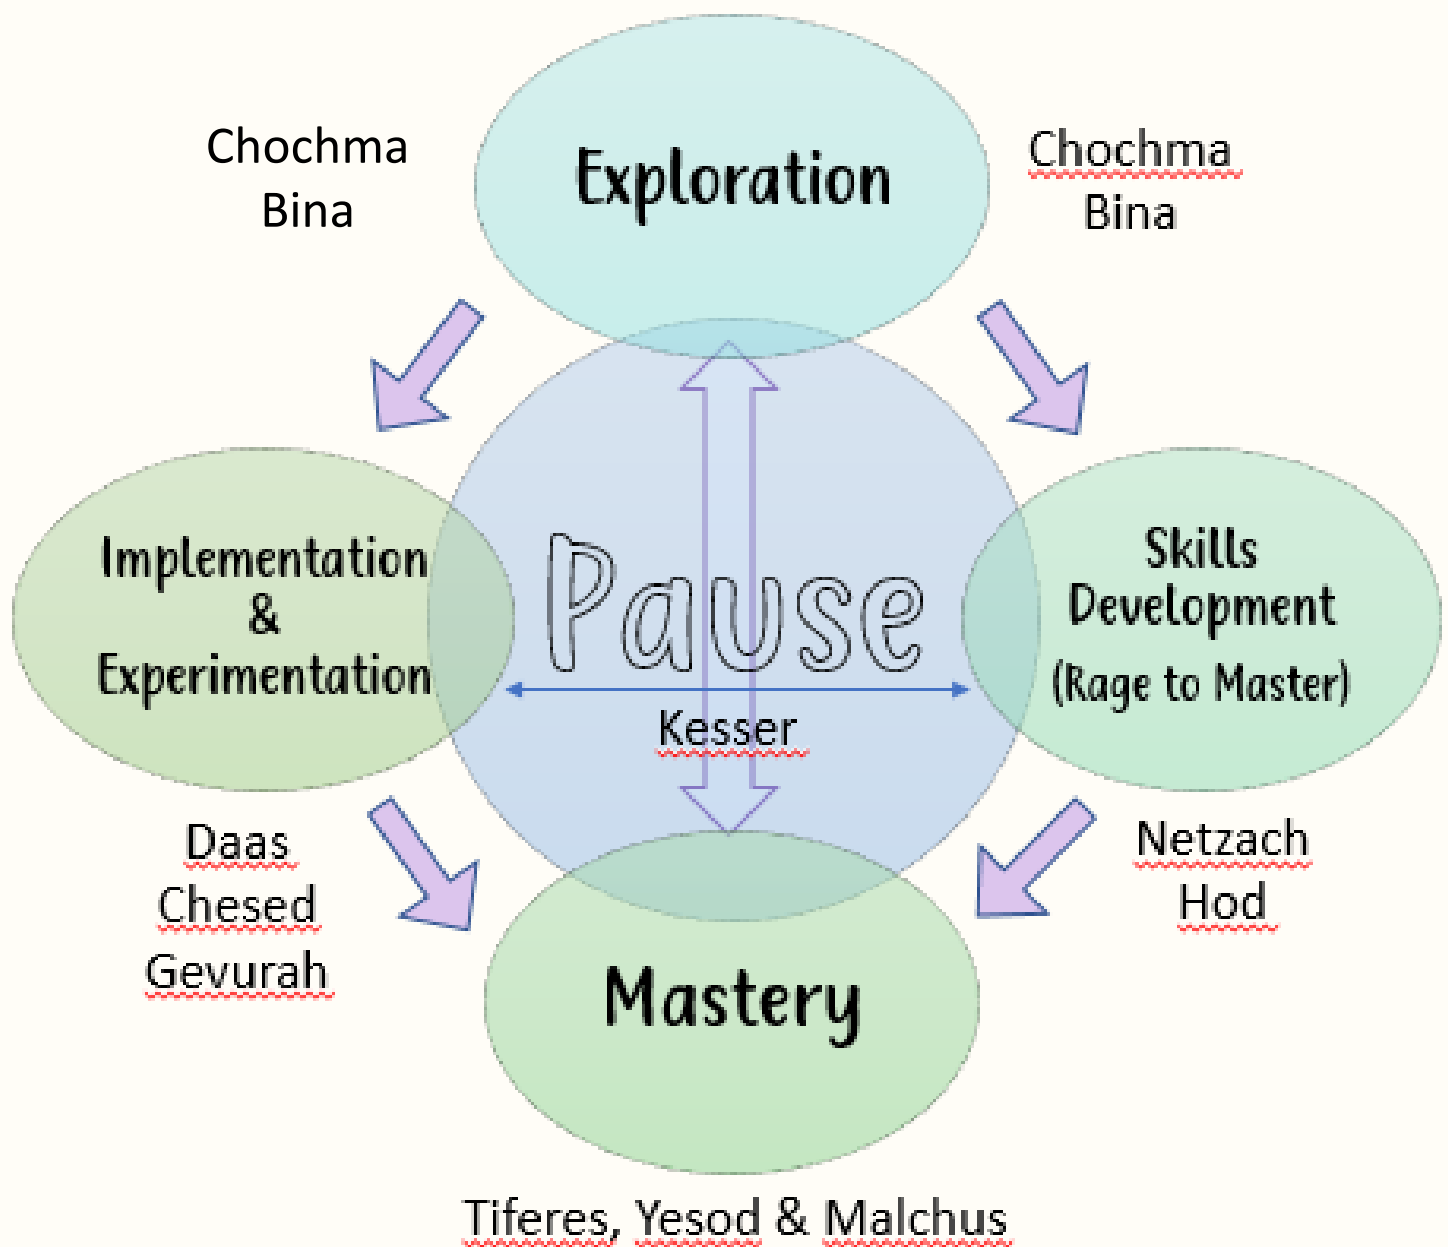 Exploration
Chochma
Bina
Chochma
Bina
Implementation
&
Experimentation
Pause
Kesser
Skills
Development
(Rage to Master)
Daas
Chesed
Gevurah
Netzach
Hod
Mastery
Tiferes, Yesod & Malchus